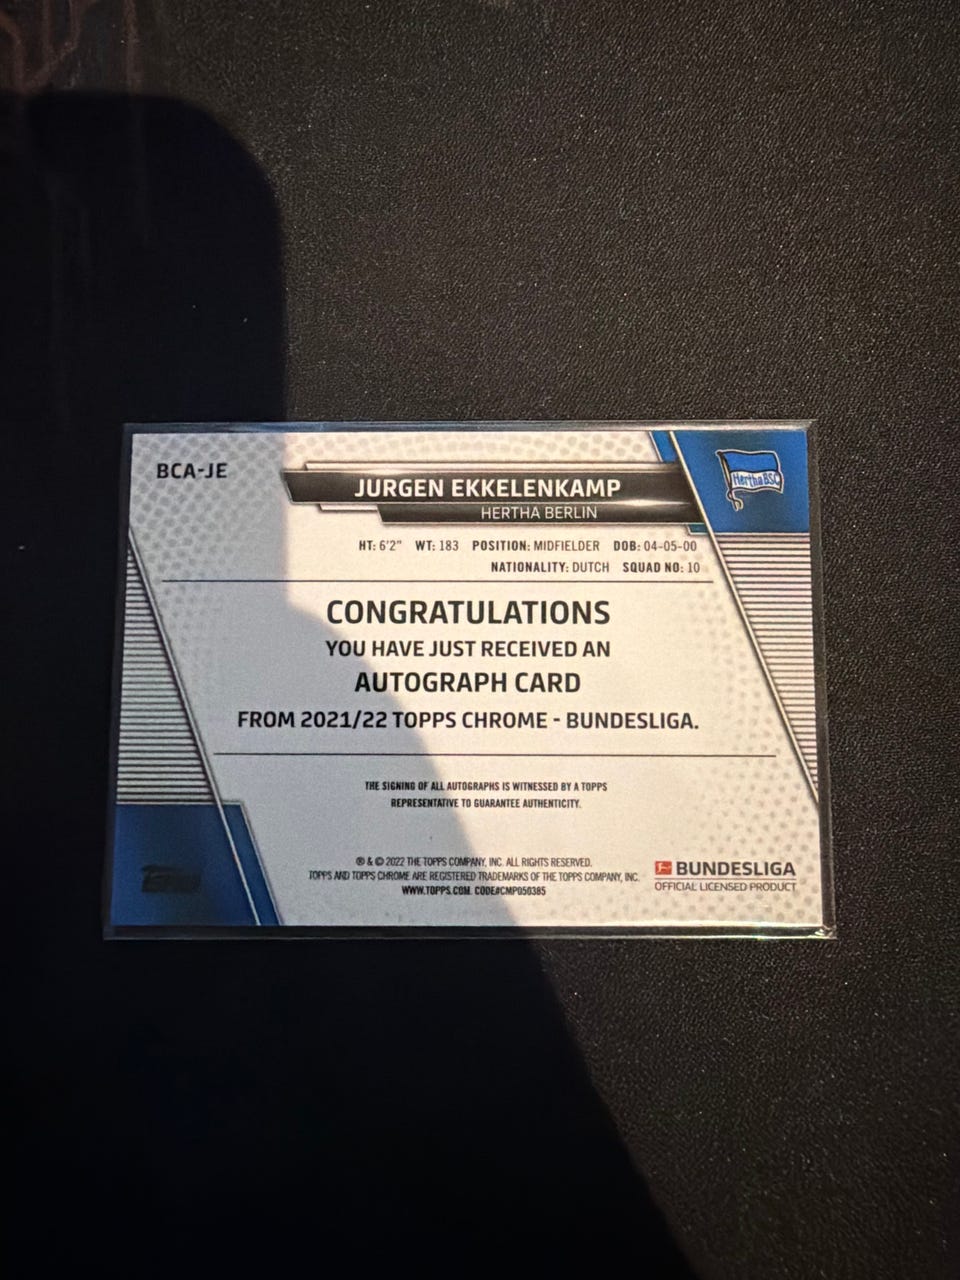 BCA-JE
JURGEN EKKELENKAMP
HERTHA BERLIN
Hertha BSC
HT: 6'2" WT: 183 POSITION: MIDFIELDER DOB: 04-05-00
NATIONALITY: DUTCH SQUAD NO: 10
CONGRATULATIONS
YOU HAVE JUST RECEIVED AN
AUTOGRAPH CARD
FROM 2021/22 TOPPS CHROME - BUNDESLIGA.
THE SIGNING OF ALL AUTOGRAPHS IS WITNESSED BY A TOPPS
REPRESENTATIVE TO GUARANTEE AUTHENTICITY.
® & © 2022 THE TOPPS COMPANY, INC. ALL RIGHTS RESERVED.
TOPPS AND TOPPS CHROME ARE REGISTERED TRADEMARKS OF THE TOPPS COMPANY, INC.
WWW.TOPPS.COM. CODE#CMP050385
BUNDESLIGA
OFFICIAL LICENSED PRODUCT